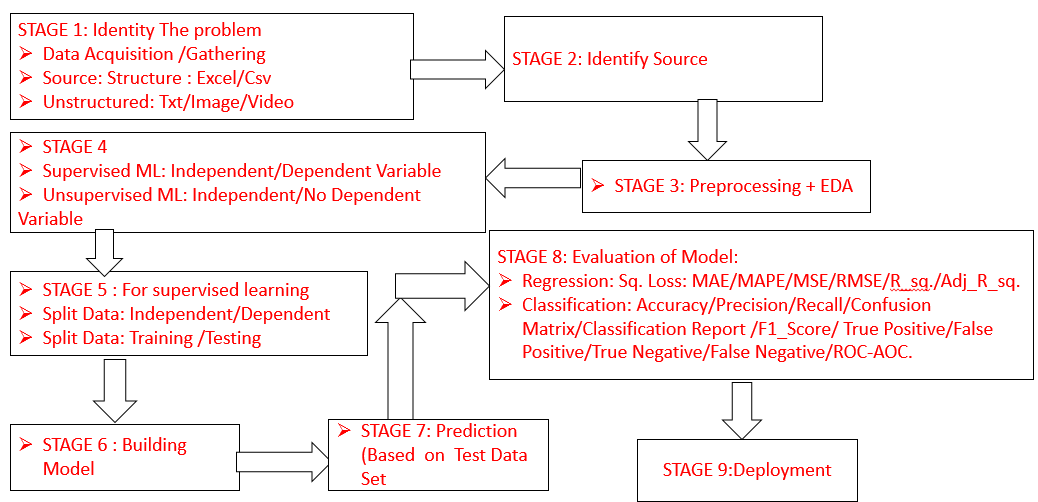 STAGE 1: Identity The problem
➢ Data Acquisition /Gathering
➢ Source: Structure : Excel/Csv
➢ Unstructured: Txt/Image/Video
STAGE 2: Identify Source
➢ STAGE 3: Preprocessing + EDA
➢ STAGE 4
➢ Supervised ML: Independent/Dependent Variable
➢ Unsupervised ML: Independent/No Dependent
Variable
➢ STAGE 5 : For supervised learning
➢ Split Data: Independent/Dependent
➢ Split Data: Training /Testing
➢ STAGE 6 : Building
Model
➢ STAGE 7: Prediction
(Based on Test Data
Set
STAGE 8: Evaluation of Model:
➢ Regression: Sq. Loss: MAE/MAPE/MSE/RMSE/R_sq./Adj_R_sq.
➢ Classification: Accuracy/Precision/Recall/Confusion
Matrix/Classification Report /F1_Score/ True Positive/False
Positive/True Negative/False Negative/ROC-AOC.
STAGE 9:Deployment